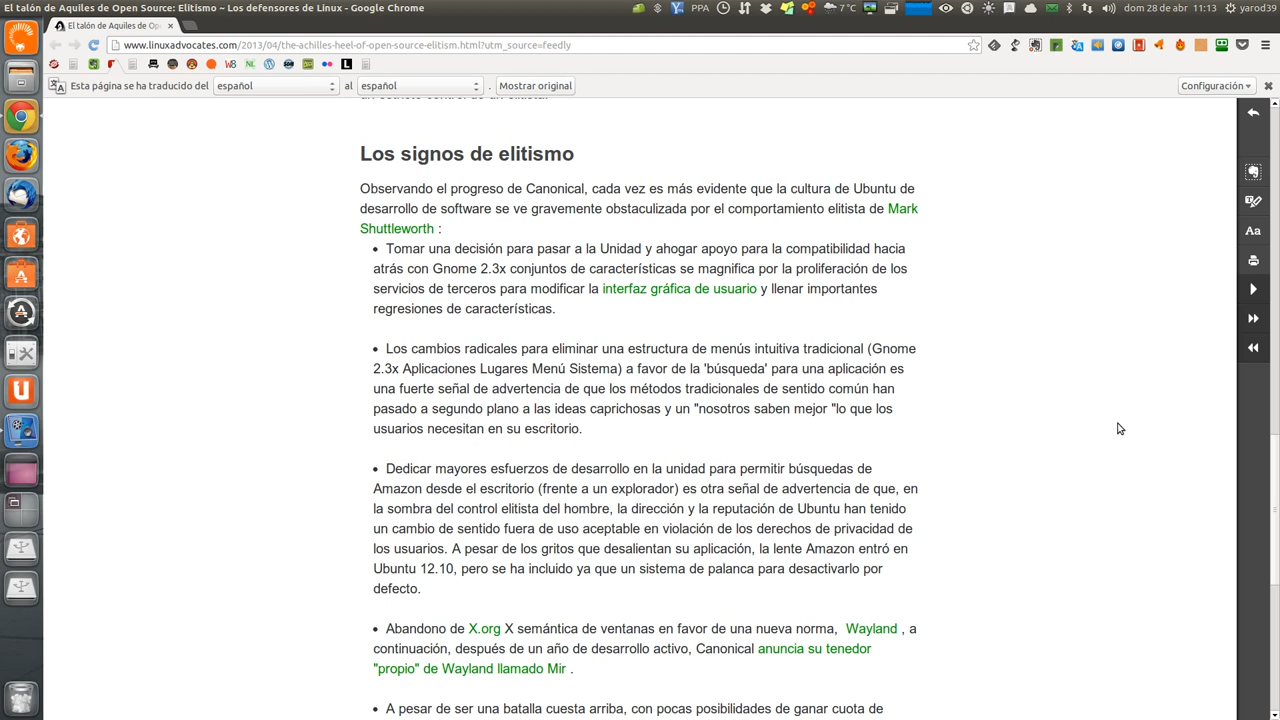 El talón de Aquiles de Open Source: Elitismo ~ Los defensores de Linux - Google Chrome
PPA
7°C
dom 28 de abr
11:13
yarod39
El talón de Aquiles de Op
www.linuxadvocates.com/2013/04/the-achilles-heel-of-open-source-elitism.html?utm_source=feedly
Esta página se ha traducido del español al español . Mostrar original Configuración
un estricto control de un elitista.
Los signos de elitismo
Observando el progreso de Canonical, cada vez es más evidente que la cultura de Ubuntu de
desarrollo de software se ve gravemente obstaculizada por el comportamiento elitista de Mark
Shuttleworth :
• Tomar una decisión para pasar a la Unidad y ahogar apoyo para la compatibilidad hacia
atrás con Gnome 2.3x conjuntos de características se magnifica por la proliferación de los
servicios de terceros para modificar la interfaz gráfica de usuario y llenar importantes
regresiones de características.
• Los cambios radicales para eliminar una estructura de menús intuitiva tradicional (Gnome
2.3x Aplicaciones Lugares Menú Sistema) a favor de la 'búsqueda' para una aplicación es
una fuerte señal de advertencia de que los métodos tradicionales de sentido común han
pasado a segundo plano a las ideas caprichosas y un "nosotros saben mejor "lo que los
usuarios necesitan en su escritorio.
• Dedicar mayores esfuerzos de desarrollo en la unidad para permitir búsquedas de
Amazon desde el escritorio (frente a un explorador) es otra señal de advertencia de que, en
la sombra del control elitista del hombre, la dirección y la reputación de Ubuntu han tenido
un cambio de sentido fuera de uso aceptable en violación de los derechos de privacidad de
los usuarios. A pesar de los gritos que desalientan su aplicación, la lente Amazon entró en
Ubuntu 12.10, pero se ha incluido ya que un sistema de palanca para desactivarlo por
defecto.
• Abandono de X.org X semántica de ventanas en favor de una nueva norma, Wayland , a
continuación, después de un año de desarrollo activo, Canonical anuncia su tenedor
"propio" de Wayland llamado Mir .
• A pesar de ser una batalla cuesta arriba, con pocas posibilidades de ganar cuota de
Aa